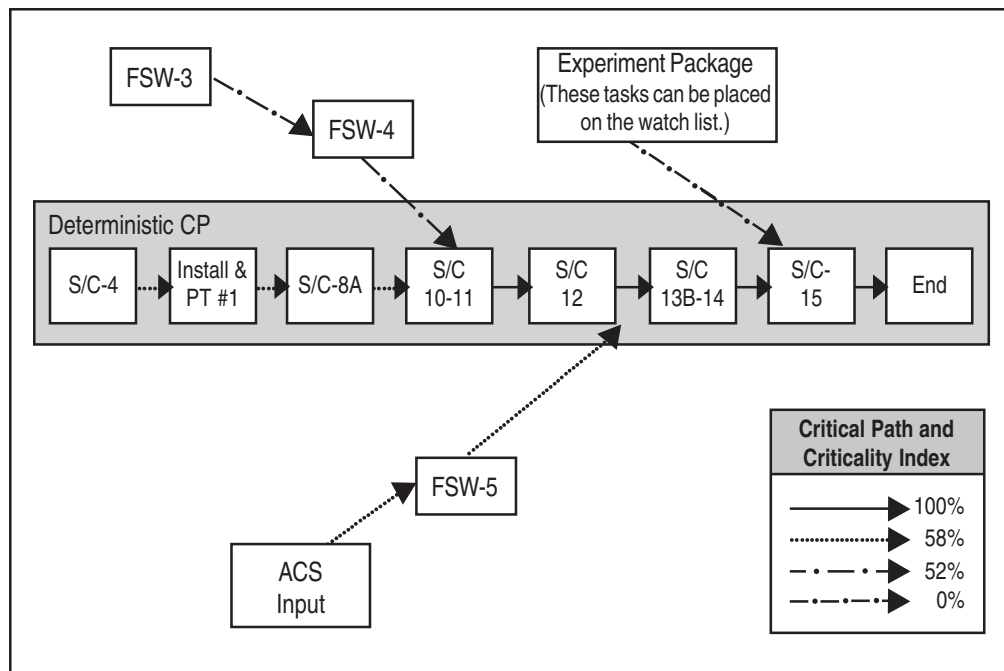 FSW-3
FSW-4
Experiment Package
(These tasks can be placed
on the watch list.)
Deterministic CP
S/C-4
Install &
PT #1
S/C-8A
S/C
10-11
S/C
12
S/C
13B-14
S/C-
15
End
FSW-5
ACS
Input
Critical Path and
Criticality Index
100%
58%
52%
0%